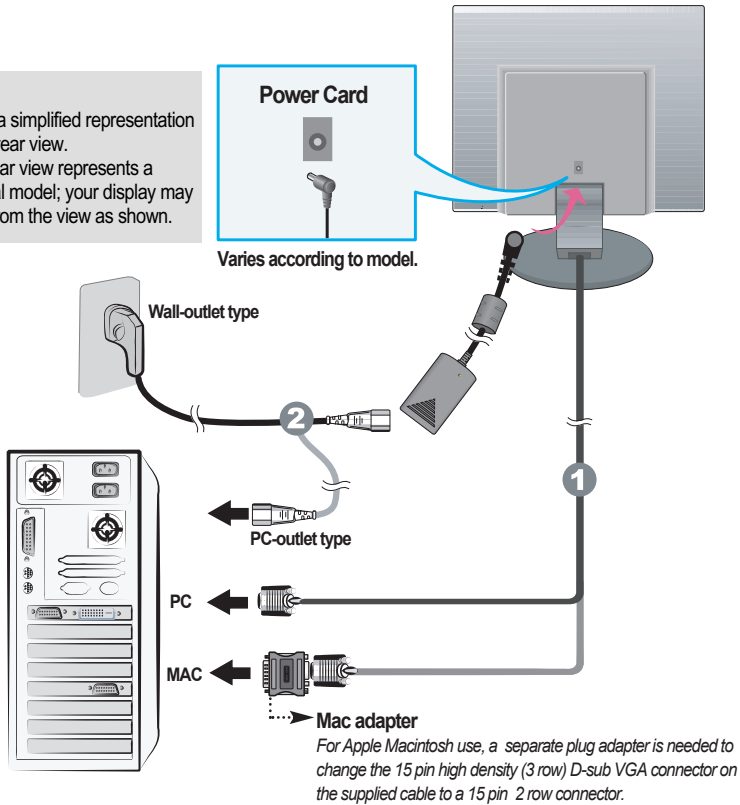 a simplified representation
ear view.
ar view represents a
al model; your display may
om the view as shown.
Power Card
Varies according to model.
Wall-outlet type
2
1
PC-outlet type
PC
MAC
Mac adapter
For Apple Macintosh use, a separate plug adapter is needed to
change the 15 pin high density (3 row) D-sub VGA connector on
the supplied cable to a 15 pin 2 row connector.